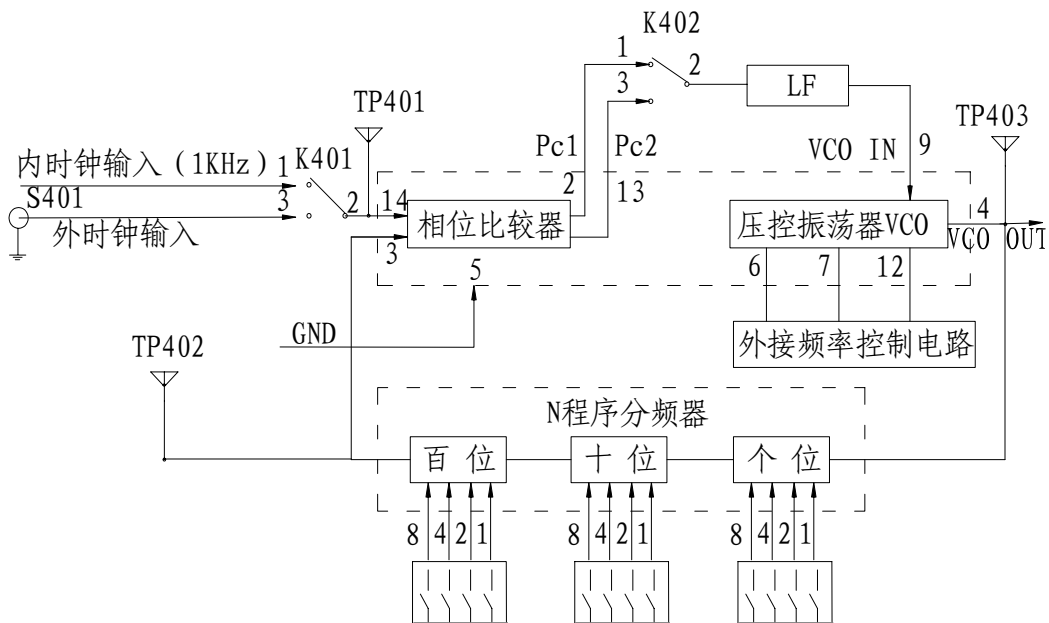 K402
1
2
3
LF
TP401
TP403
Pc1
Pc2
VCO IN
9
内时钟输入(1KHz)
1
K401
S401
3
2
14
2
13
外时钟输入
相位比较器
压控振荡器VCO
4
VCO OUT
3
5
6
7
12
GND
外接频率控制电路
TP402
N程序分频器
百位
十位
个位
8
4
2
1
8
4
2
1
8
4
2
1